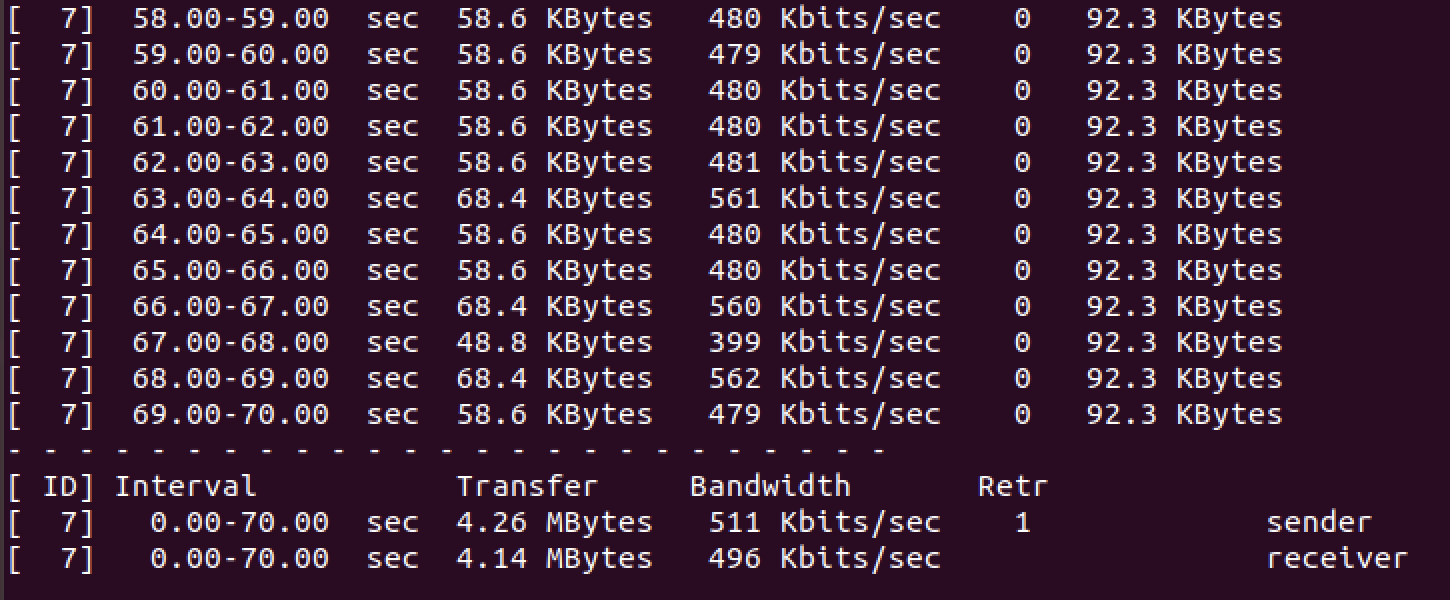 [  7]  58.00-59.00  sec  58.6 KBytes   480 Kbits/sec    0   92.3 KBytes
[  7]  59.00-60.00  sec  58.6 KBytes   479 Kbits/sec    0   92.3 KBytes
[  7]  60.00-61.00  sec  58.6 KBytes   480 Kbits/sec    0   92.3 KBytes
[  7]  61.00-62.00  sec  58.6 KBytes   480 Kbits/sec    0   92.3 KBytes
[  7]  62.00-63.00  sec  58.6 KBytes   481 Kbits/sec    0   92.3 KBytes
[  7]  63.00-64.00  sec  68.4 KBytes   561 Kbits/sec    0   92.3 KBytes
[  7]  64.00-65.00  sec  58.6 KBytes   480 Kbits/sec    0   92.3 KBytes
[  7]  65.00-66.00  sec  58.6 KBytes   480 Kbits/sec    0   92.3 KBytes
[  7]  66.00-67.00  sec  68.4 KBytes   560 Kbits/sec    0   92.3 KBytes
[  7]  67.00-68.00  sec  48.8 KBytes   399 Kbits/sec    0   92.3 KBytes
[  7]  68.00-69.00  sec  68.4 KBytes   562 Kbits/sec    0   92.3 KBytes
[  7]  69.00-70.00  sec  58.6 KBytes   479 Kbits/sec    0   92.3 KBytes
- - - - - - - - - - - - - - - - - - - - - - - - -
[ ID] Interval           Transfer     Bandwidth       Retr
[  7]   0.00-70.00  sec  4.26 MBytes   511 Kbits/sec    1             sender
[  7]   0.00-70.00  sec  4.14 MBytes   496 Kbits/sec                  receiver